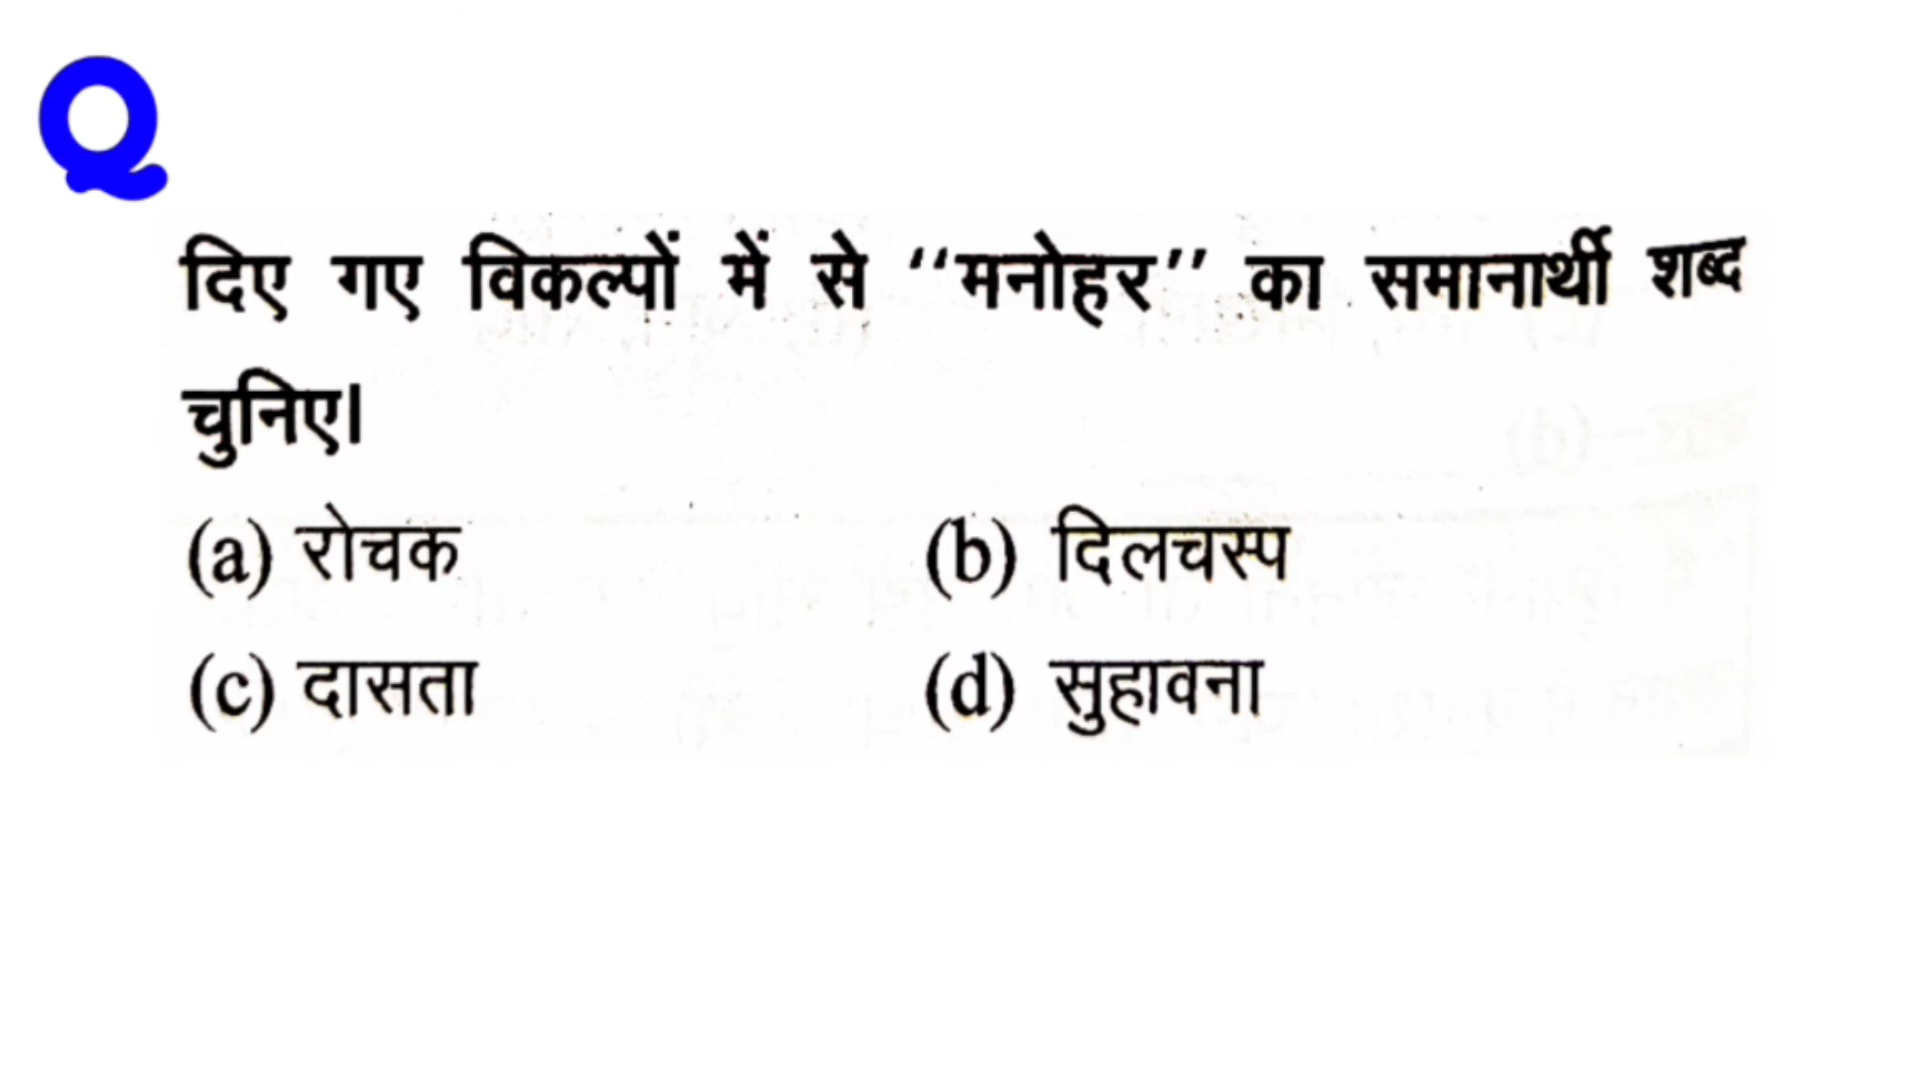 Q
दिए गए विकल्पों में से ‘‘मनोहर’’ का समानार्थी शब्द
चुनिए।
(a) रोचक (b) दिलचस्प
(c) दासता (d) सुहावना